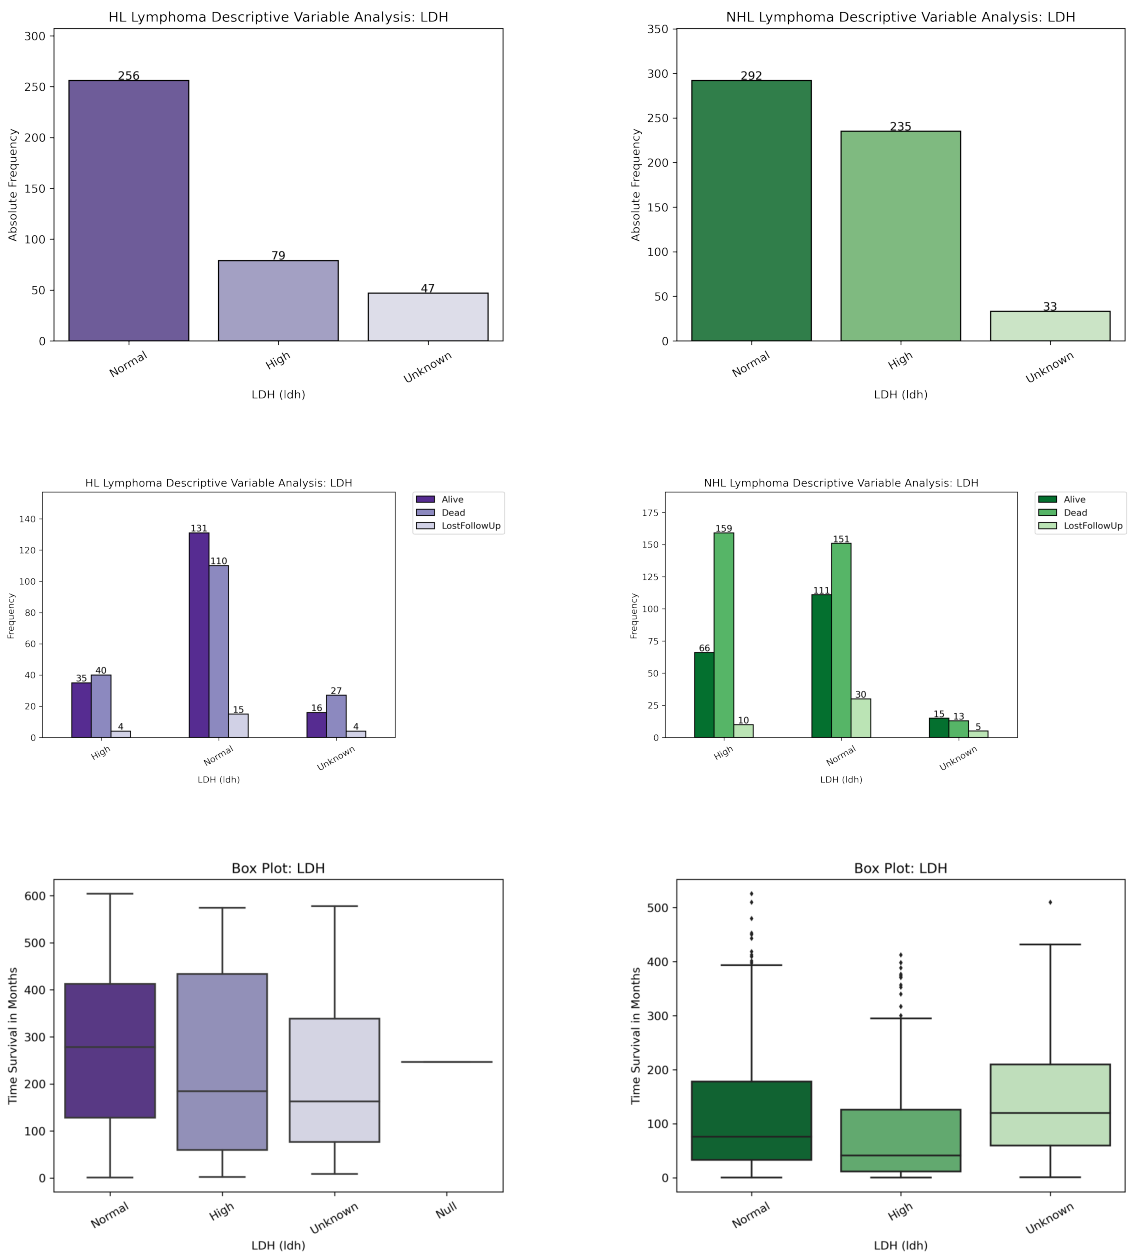 HL Lymphoma Descriptive Variable Analysis: LDH
300
250
200
150
100
50
0
Absolute Frequency
256
79
47
Normal
High
Unknown
LDH (ldh)
NHL Lymphoma Descriptive Variable Analysis: LDH
350
300
250
200
150
100
50
0
Absolute Frequency
292
235
33
Normal
High
Unknown
LDH (ldh)
HL Lymphoma Descriptive Variable Analysis: LDH
Alive
Dead
LostFollowUp
140
120
100
80
60
40
20
0
Frequency
35
40
4
131
110
15
16
27
4
High
Normal
Unknown
LDH (ldh)
NHL Lymphoma Descriptive Variable Analysis: LDH
Alive
Dead
LostFollowUp
175
150
125
100
75
50
25
0
Frequency
66
159
10
111
151
30
15
13
5
High
Normal
Unknown
LDH (ldh)
Box Plot: LDH
600
500
400
300
200
100
0
Time Survival in Months
Normal
High
Unknown
Null
LDH (ldh)
Box Plot: LDH
500
400
300
200
100
0
Time Survival in Months
Normal
High
Unknown
LDH (ldh)